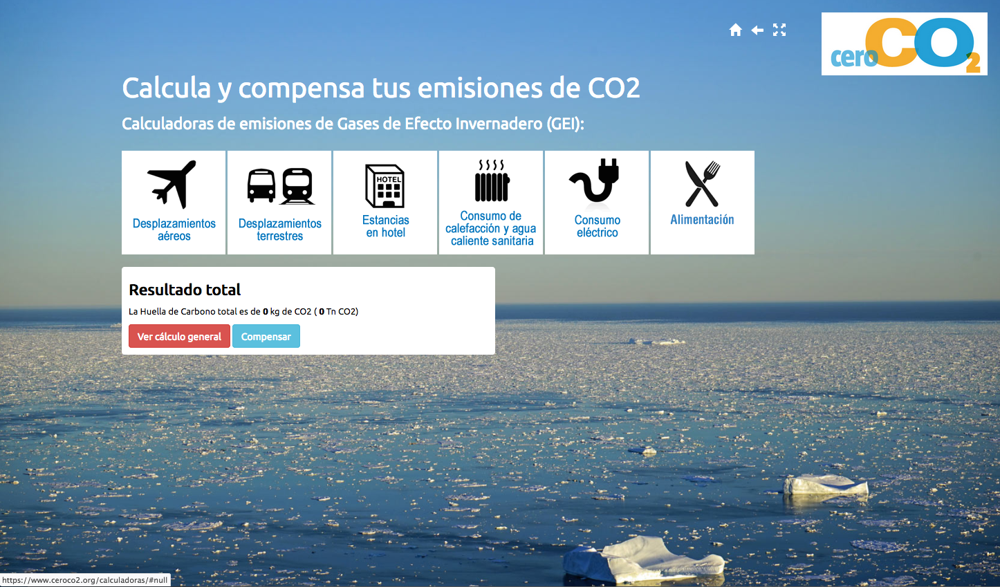 ceroCO2
Calcula y compensa tus emisiones de CO2
Calculadoras de emisiones de Gases de Efecto Invernadero (GEI):
Desplazamientos
aéreos
Desplazamientos
terrestres
HOTEL
Estancias
en hotel
Consumo de
calefacción y agua
caliente sanitaria
Consumo
eléctrico
Alimentación
Resultado total
La Huella de Carbono total es de 0 kg de CO2 ( 0 Tn CO2)
Ver cálculo general
Compensar
https://www.ceroco2.org/calculadoras/#null